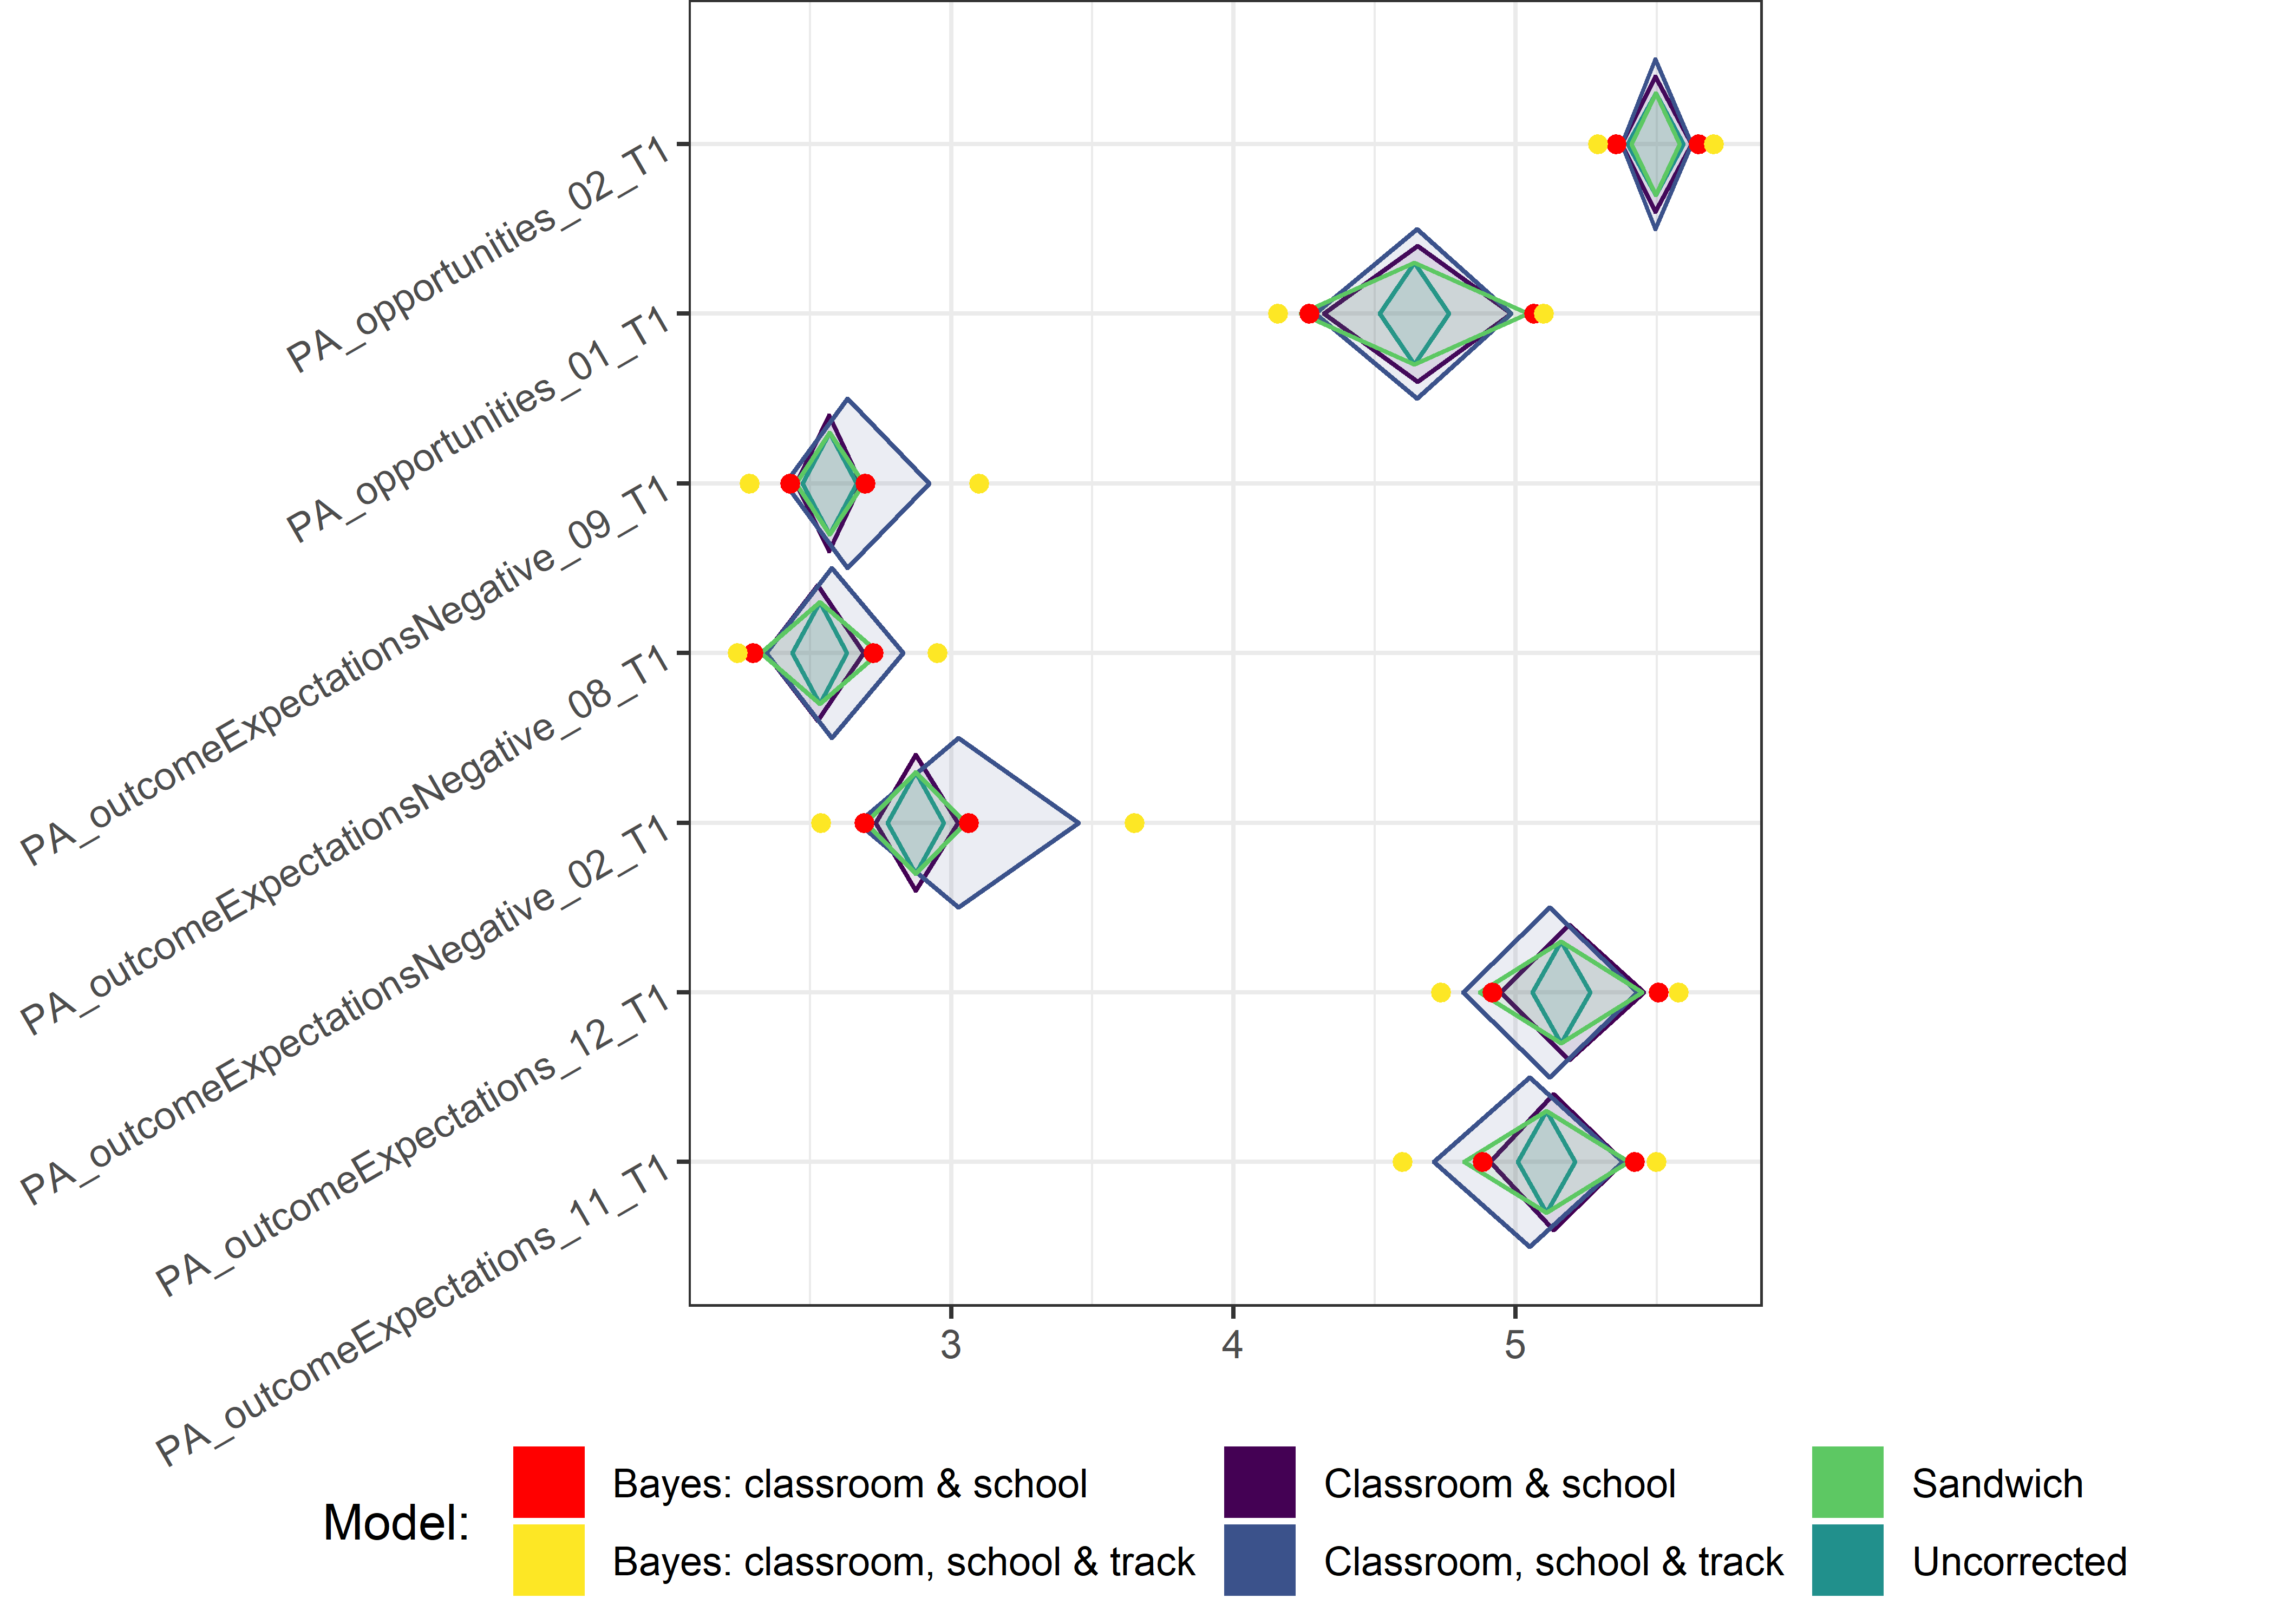 PA_opportunities_02_T1
PA_opportunities_01_T1
PA_outcomeExpectationsNegative_09_T1
PA_outcomeExpectationsNegative_08_T1
PA_outcomeExpectationsNegative_02_T1
PA_outcomeExpectations_12_T1
PA_outcomeExpectations_11_T1
3 4 5
Model:
Bayes: classroom & school
Bayes: classroom, school & track
Classroom & school
Classroom, school & track
Sandwich
Uncorrected